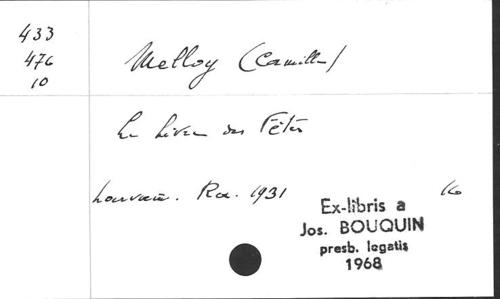 433
476
10
Melloy (Camille)
Le Livre des Fêtes
Louvain. Rex. 1931
16
Ex-libris a
Jos. BOUQUIN
presb. legatis
1968